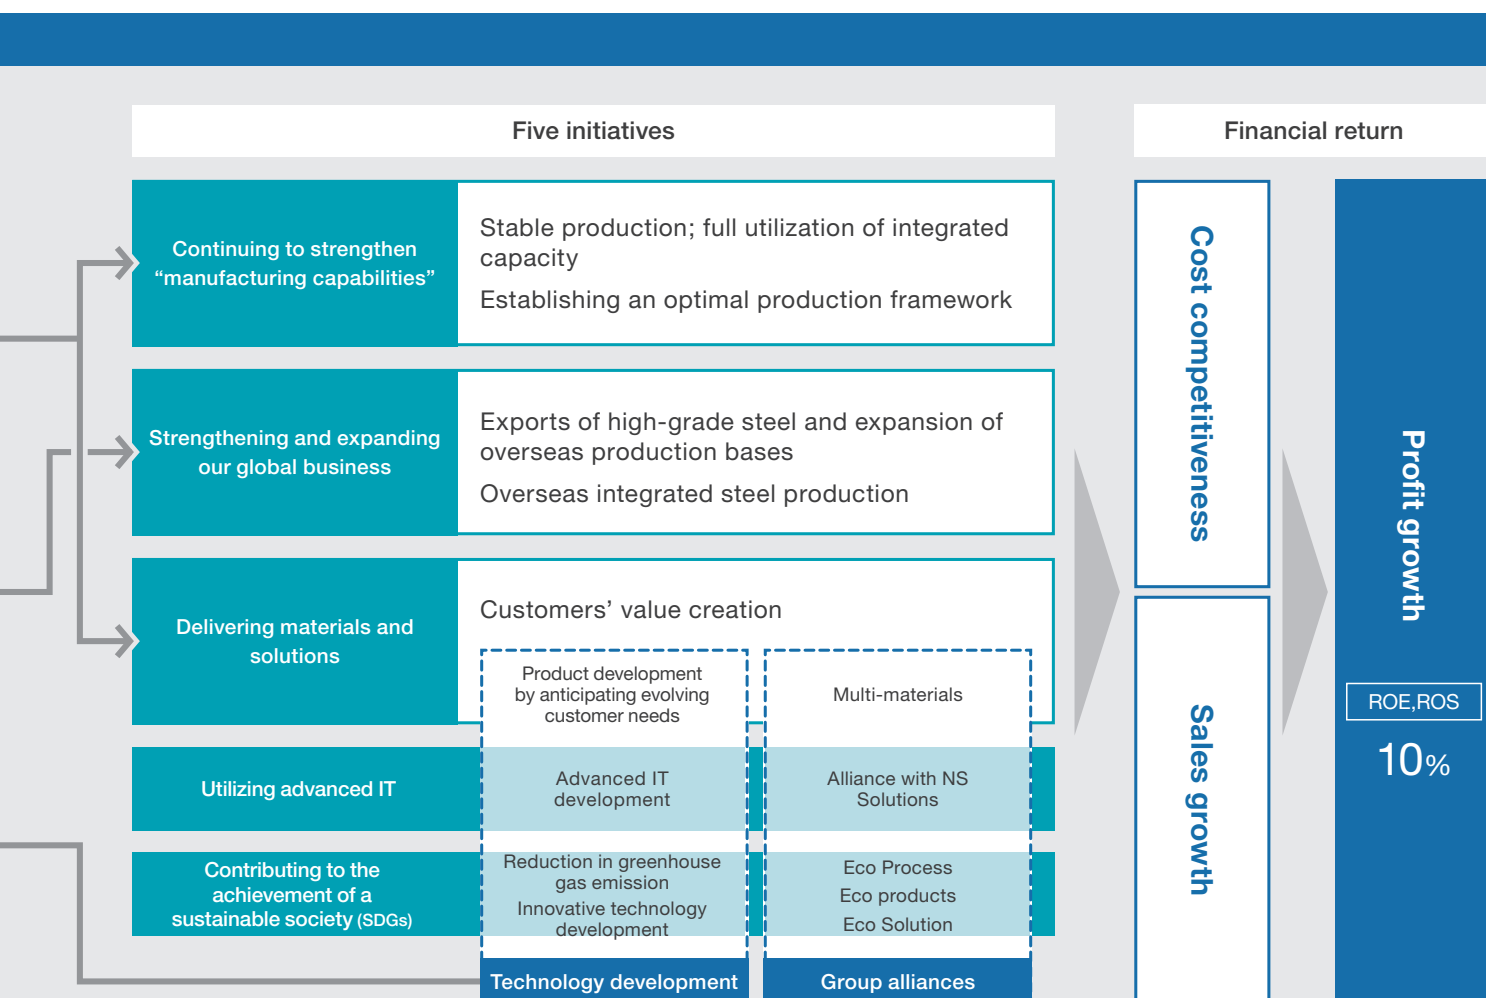 Five initiatives
Financial return
Continuing to strengthen
“manufacturing capabilities”
Stable production; full utilization of integrated
capacity
Establishing an optimal production framework
Strengthening and expanding
our global business
Exports of high-grade steel and expansion of
overseas production bases
Overseas integrated steel production
Delivering materials and
solutions
Customers’ value creation
Product development
by anticipating evolving
customer needs
Multi-materials
Utilizing advanced IT
Advanced IT
development
Alliance with NS
Solutions
Contributing to the
achievement of a
sustainable society (SDGs)
Reduction in greenhouse
gas emission
Innovative technology
development
Eco Process
Eco products
Eco Solution
Technology development
Group alliances
Cost competitiveness
Sales growth
Profit growth
ROE,ROS
10%